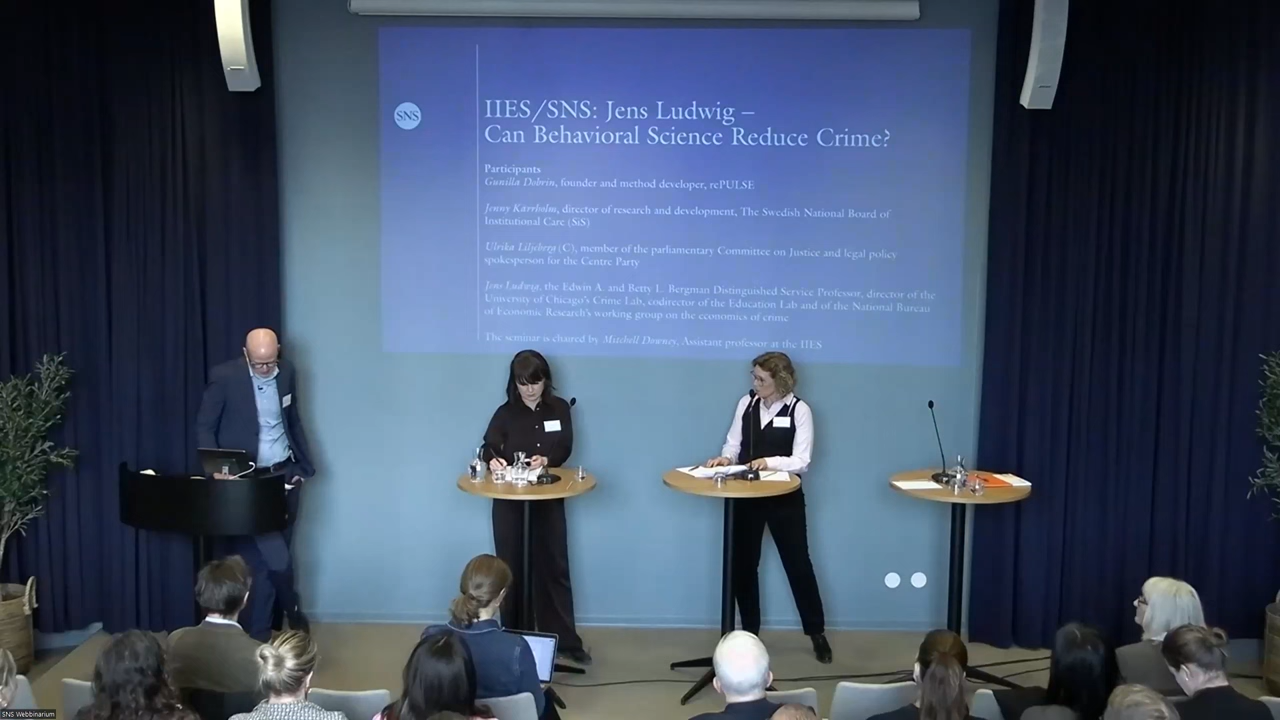 SNS
IIES/SNS: Jens Ludwig –
Can Behavioral Science Reduce Crime?
Participants
Gunilla Dobrin, founder and method developer, rePULSE
Jenny Kärrholm, director of research and development, The Swedish National Board of
Institutional Care (SiS)
Ulrika Liljeberg (C), member of the parliamentary Committee on Justice and legal policy
spokesperson for the Centre Party
Jens Ludwig, the Edwin A. and Betty L. Bergman Distinguished Service Professor, director of the
University of Chicago's Crime Lab, codirector of the Education Lab and of the National Bureau
of Economic Research's working group on the economics of crime
The seminar is chaired by Mitchell Downey, Assistant professor at the IIES
SNS Webbinarium